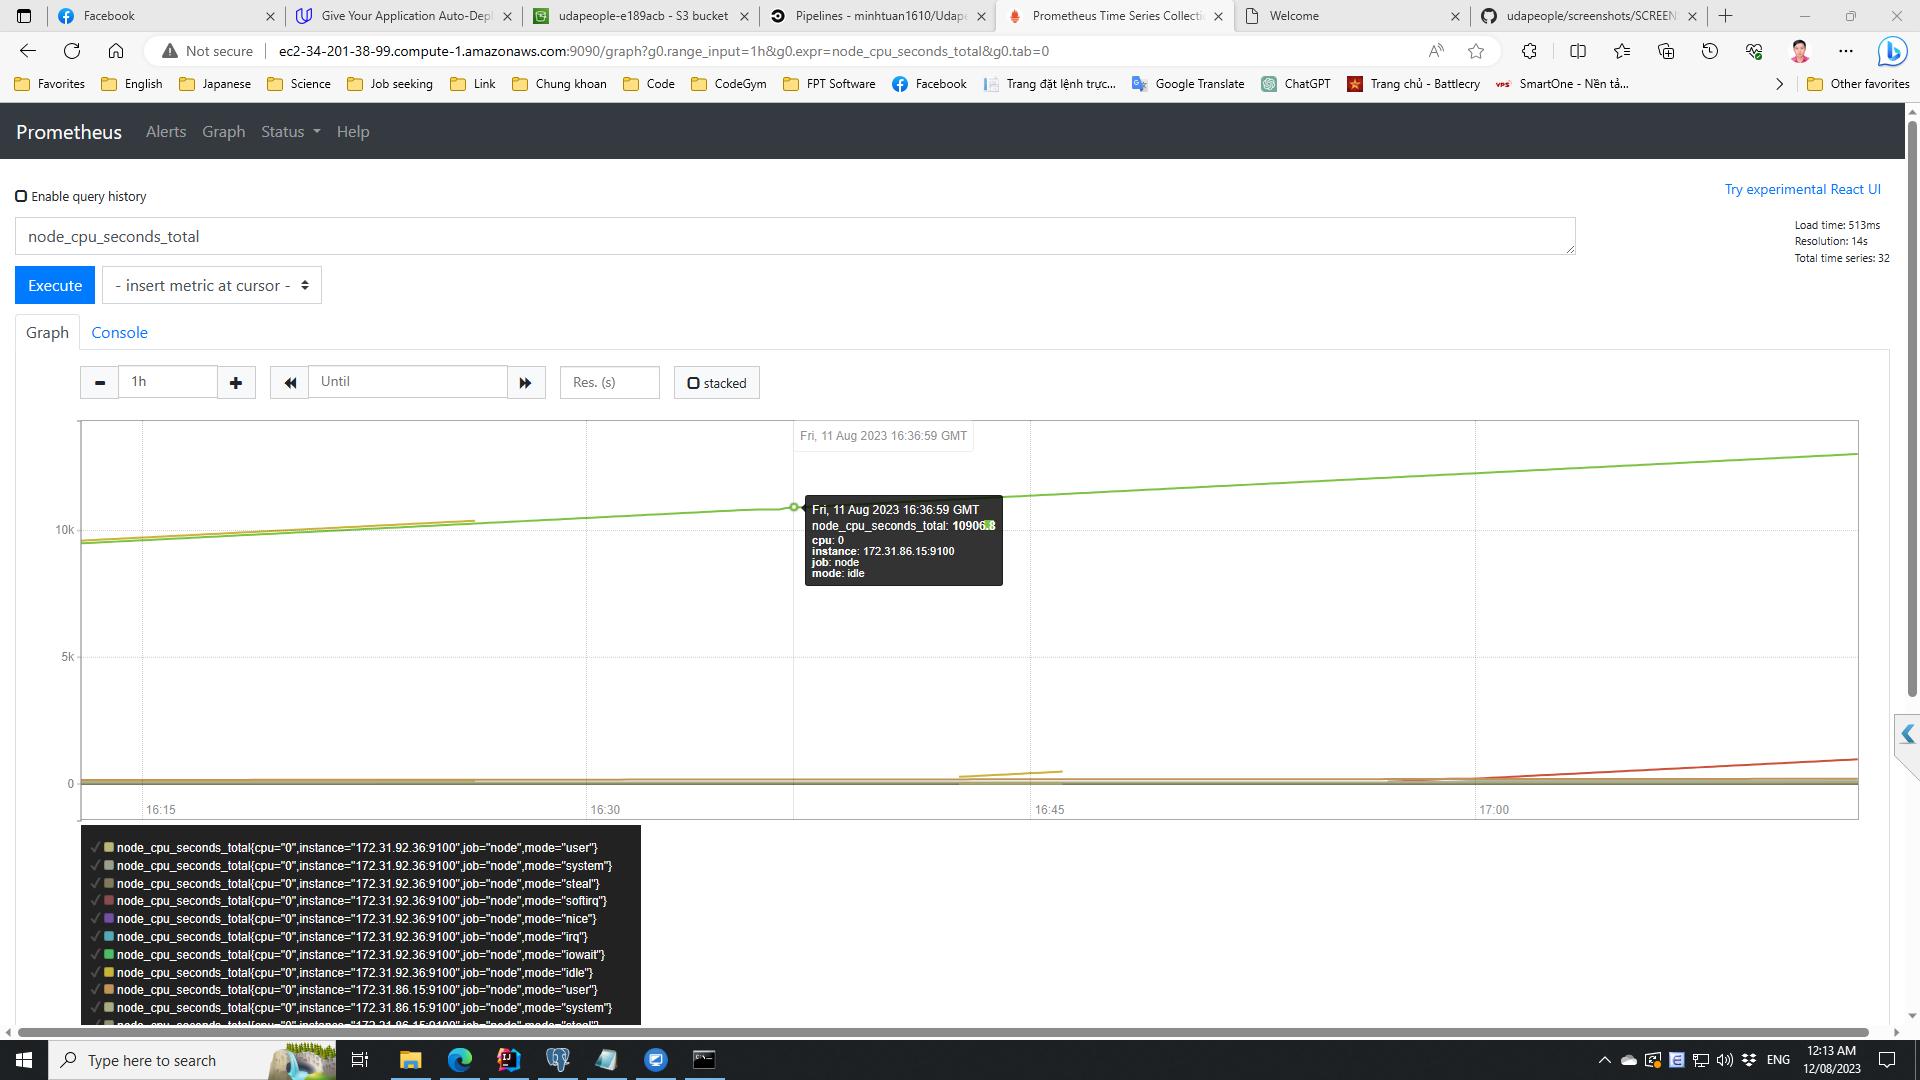 Facebook
Give Your Application Auto-Depl
udapeople-e189acb - S3 bucket
Pipelines - minhtuan1610/Udape
Prometheus Time Series Collecti
Welcome
udapeople/screenshots/SCREEN
Not secure
ec2-34-201-38-99.compute-1.amazonaws.com:9090/graph?g0.range_input=1h&g0.expr=node_cpu_seconds_total&g0.tab=0
Favorites
English
Japanese
Science
Job seeking
Link
Chung khoan
Code
CodeGym
FPT Software
Facebook
Trang đặt lệnh trực...
Google Translate
ChatGPT
Trang chủ - Battlecry
VPS
SmartOne - Nền tả...
Other favorites
Prometheus
Alerts
Graph
Status
Help
Enable query history
Try experimental React UI
node_cpu_seconds_total
Load time: 513ms
Resolution: 14s
Total time series: 32
Execute
- insert metric at cursor -
Graph
Console
1h
Until
Res. (s)
stacked
Fri, 11 Aug 2023 16:36:59 GMT
Fri, 11 Aug 2023 16:36:59 GMT
node_cpu_seconds_total: 10906.8
cpu: 0
instance: 172.31.86.15:9100
job: node
mode: idle
10k
5k
0
16:15
16:30
16:45
17:00
node_cpu_seconds_total{cpu="0",instance="172.31.92.36:9100",job="node",mode="user"}
node_cpu_seconds_total{cpu="0",instance="172.31.92.36:9100",job="node",mode="system"}
node_cpu_seconds_total{cpu="0",instance="172.31.92.36:9100",job="node",mode="steal"}
node_cpu_seconds_total{cpu="0",instance="172.31.92.36:9100",job="node",mode="softirq"}
node_cpu_seconds_total{cpu="0",instance="172.31.92.36:9100",job="node",mode="nice"}
node_cpu_seconds_total{cpu="0",instance="172.31.92.36:9100",job="node",mode="irq"}
node_cpu_seconds_total{cpu="0",instance="172.31.92.36:9100",job="node",mode="iowait"}
node_cpu_seconds_total{cpu="0",instance="172.31.92.36:9100",job="node",mode="idle"}
node_cpu_seconds_total{cpu="0",instance="172.31.86.15:9100",job="node",mode="user"}
node_cpu_seconds_total{cpu="0",instance="172.31.86.15:9100",job="node",mode="system"}
node_cpu_seconds_total{cpu="0",instance="172.31.86.15:9100",job="node",mode="steal"}
Type here to search
ENG
12:13 AM
12/08/2023